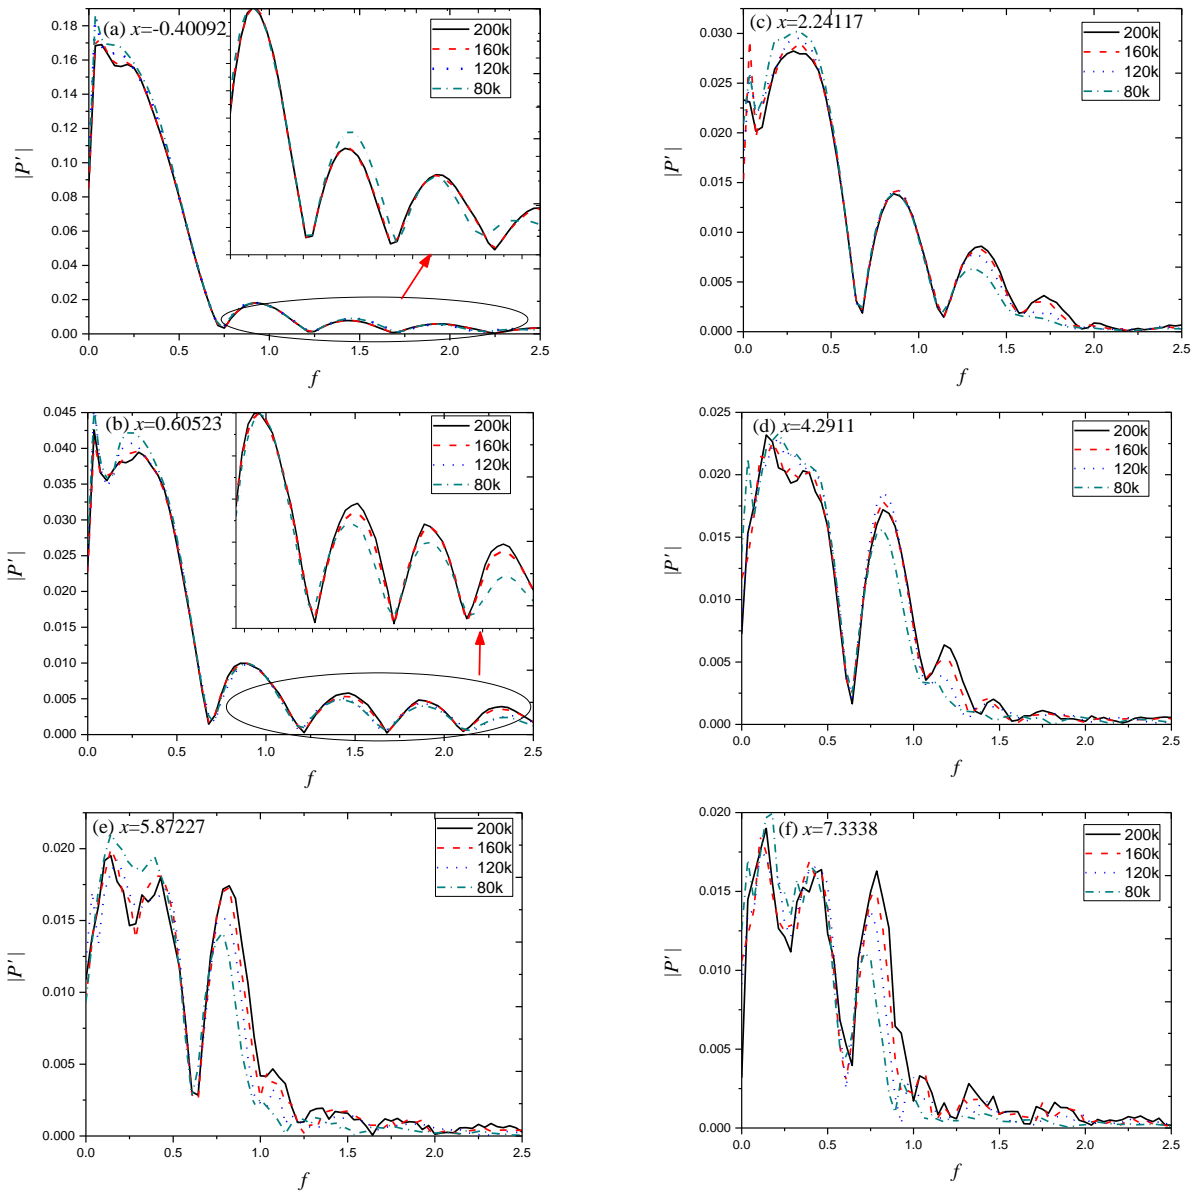 (a) x=-0.40092
200k
160k
120k
80k
0.18
0.16
0.14
0.12
0.10
0.08
0.06
0.04
0.02
0.00
|P'|
0.0 0.5 1.0 1.5 2.0 2.5
f
(c) x=2.24117
200k
160k
120k
80k
0.030
0.025
0.020
0.015
0.010
0.005
0.000
|P'|
0.0 0.5 1.0 1.5 2.0 2.5
f
(b) x=0.60523
200k
160k
120k
80k
0.045
0.040
0.035
0.030
0.025
0.020
0.015
0.010
0.005
0.000
|P'|
0.0 0.5 1.0 1.5 2.0 2.5
f
(d) x=4.2911
200k
160k
120k
80k
0.025
0.020
0.015
0.010
0.005
0.000
|P'|
0.0 0.5 1.0 1.5 2.0 2.5
f
(e) x=5.87227
200k
160k
120k
80k
0.020
0.015
0.010
0.005
0.000
|P'|
0.0 0.5 1.0 1.5 2.0 2.5
f
(f) x=7.3338
200k
160k
120k
80k
0.020
0.015
0.010
0.005
0.000
|P'|
0.0 0.5 1.0 1.5 2.0 2.5
f